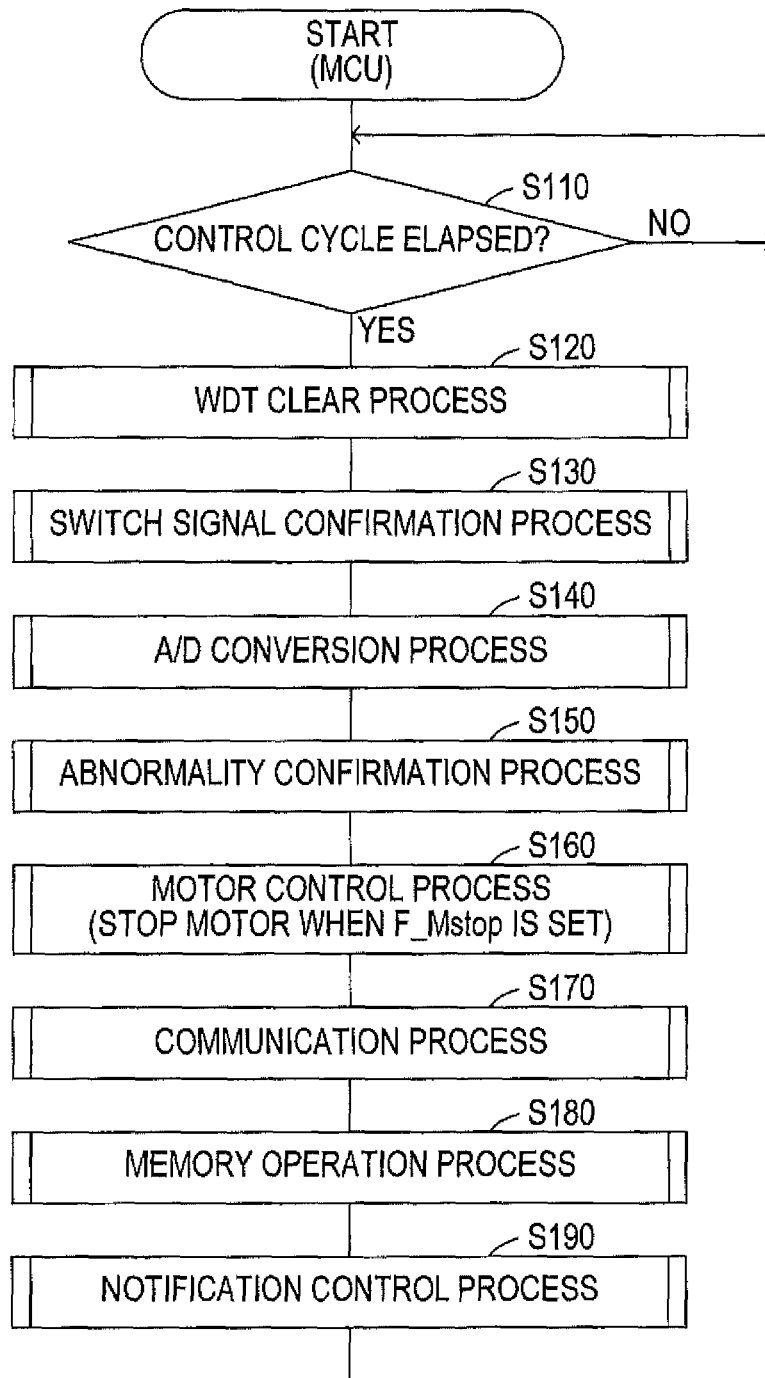 START
(MCU)
S110
CONTROL CYCLE ELAPSED?
NO
YES
S120
WDT CLEAR PROCESS
S130
SWITCH SIGNAL CONFIRMATION PROCESS
S140
A/D CONVERSION PROCESS
S150
ABNORMALITY CONFIRMATION PROCESS
S160
MOTOR CONTROL PROCESS
(STOP MOTOR WHEN F_Mstop IS SET)
S170
COMMUNICATION PROCESS
S180
MEMORY OPERATION PROCESS
S190
NOTIFICATION CONTROL PROCESS